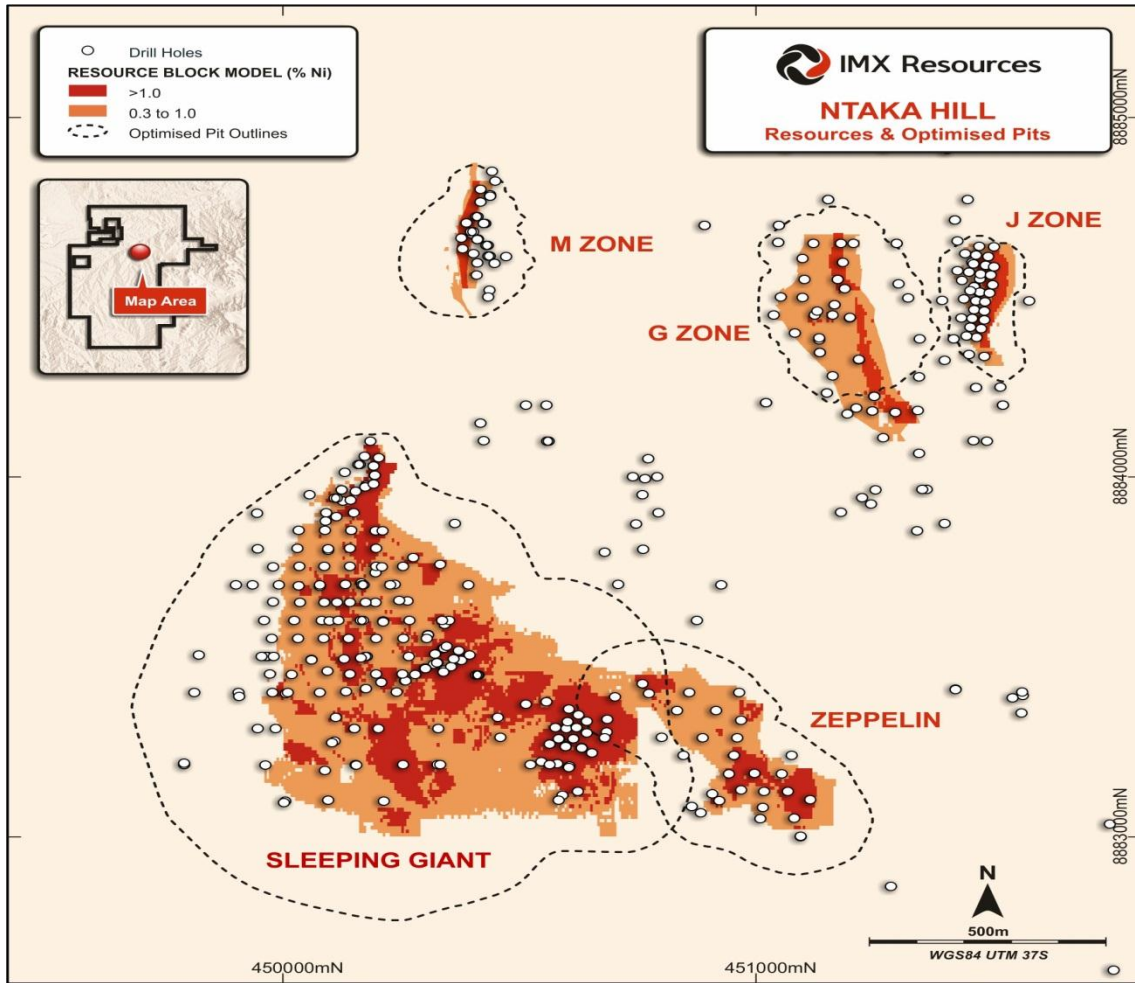 Drill Holes
RESOURCE BLOCK MODEL (% Ni)
>1.0
0.3 to 1.0
Optimised Pit Outlines
IMX Resources
NTAKA HILL
Resources & Optimised Pits
8885000mN
Map Area
M ZONE
J ZONE
G ZONE
8884000mN
ZEPPELIN
SLEEPING GIANT
8883000mN
N
500m
WGS84 UTM 37S
450000mN
451000mN